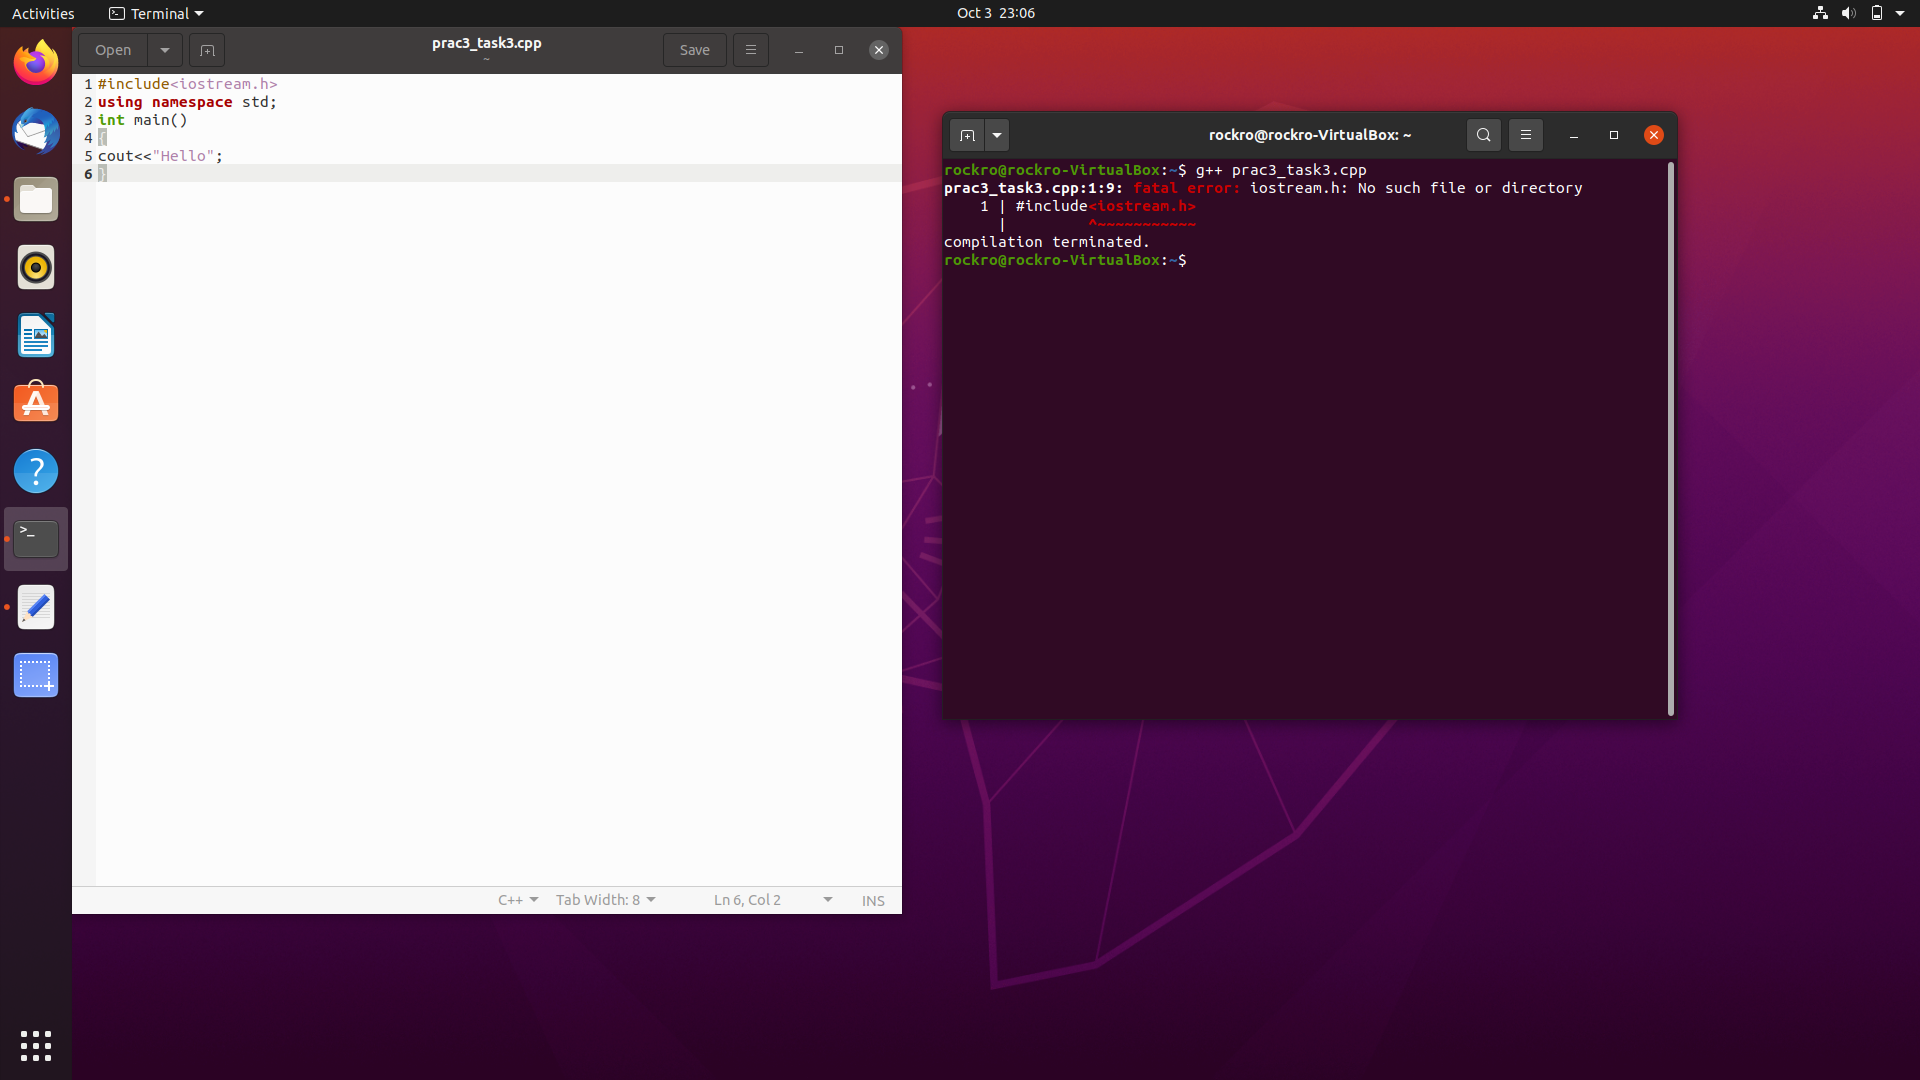 Activities
Terminal
Oct 3 23:06
Open
prac3_task3.cpp
~
Save
1 #include<iostream.h>
2 using namespace std;
3 int main()
4 {
5 cout<<"Hello";
6 }
C++
Tab Width: 8
Ln 6, Col 2
INS
rockro@rockro-VirtualBox: ~
rockro@rockro-VirtualBox:~$ g++ prac3_task3.cpp
prac3_task3.cpp:1:9: fatal error: iostream.h: No such file or directory
1 | #include<iostream.h>
| ^~~~~~~~~~~~
compilation terminated.
rockro@rockro-VirtualBox:~$